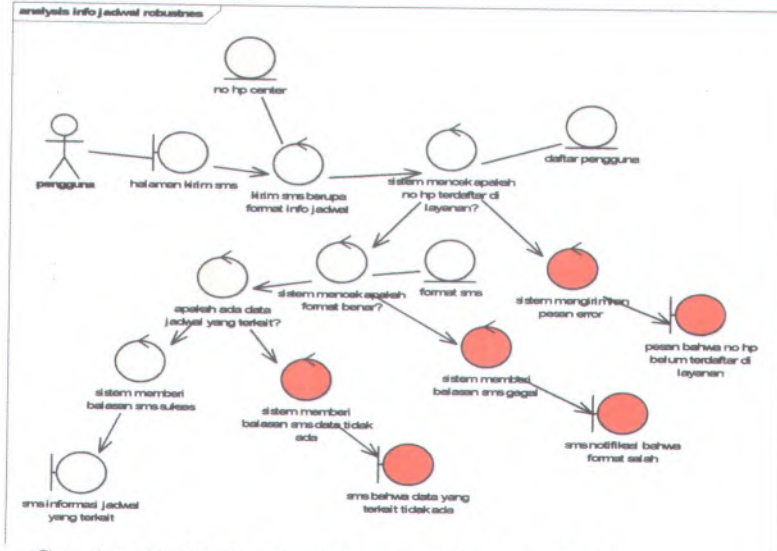 analysis info jadwal robustnes
no hp center
pengguna
halaman kirim sms
kirim sms berupa
format info jadwal
sistem mencek apakah
no hp terdaftar di
layanan?
daftar pengguna
apakah ada data
jadwal yang terkait?
sistem mencek apakah
format benar?
format sms
sistem mengirimkan
pesan error
pesan bahwa no hp
belum terdaftar di
layanan
sistem memberi
balasan sms sukses
sistem memberi
balasan sms data tidak
ada
sistem memberi
balasan sms gagal
sms notifikasi bahwa
format salah
sms informasi jadwal
yang terkait
sms bahwa data yang
terkait tidak ada